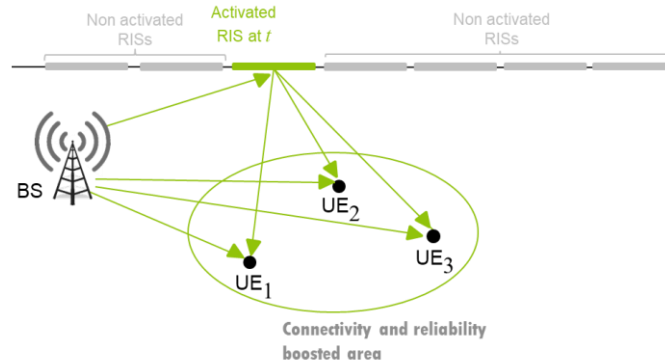 Non activated
RISs
Activated
RIS at t
Non activated
RISs
BS
UE2
UE3
UE1
Connectivity and reliability
boosted area